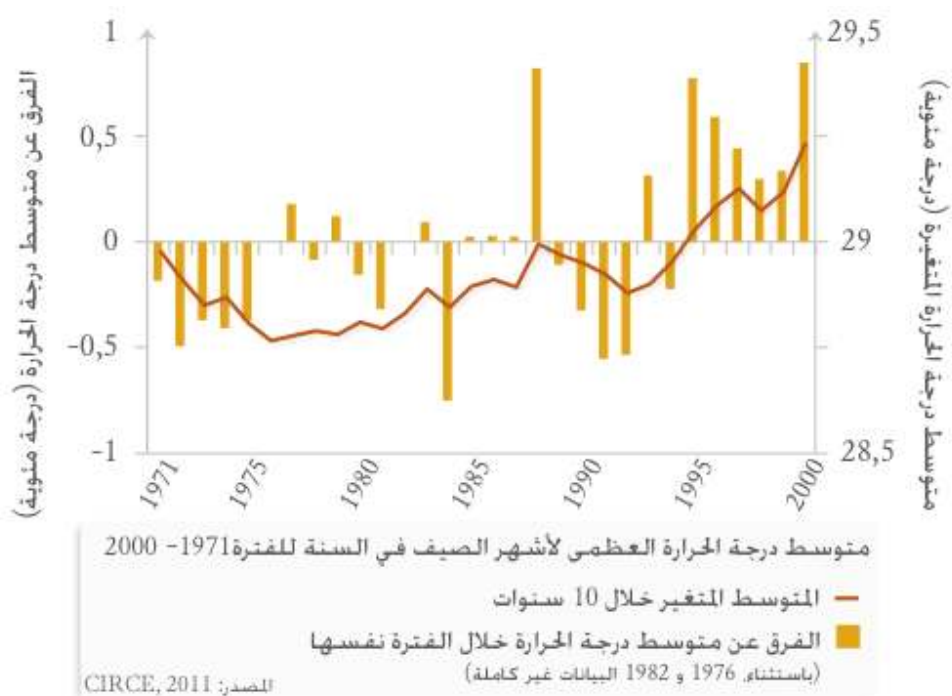 الفرق عن متوسط درجة الحرارة (درجة مئوية)
1
0,5
0
-0,5
-1
29,5
29
28,5
متوسط درجة الحرارة المتغيرة (درجة مئوية)
1971
1975
1980
1985
1990
1995
2000
متوسط درجة الحرارة العظمى لأشهر الصيف في السنة للفترة1971- 2000
المتوسط المتغير خلال 10 سنوات
الفرق عن متوسط درجة الحرارة خلال الفترة نفسها
(باستثناء، 1976 و 1982 البيانات غير كاملة)
المصدر: CIRCE, 2011